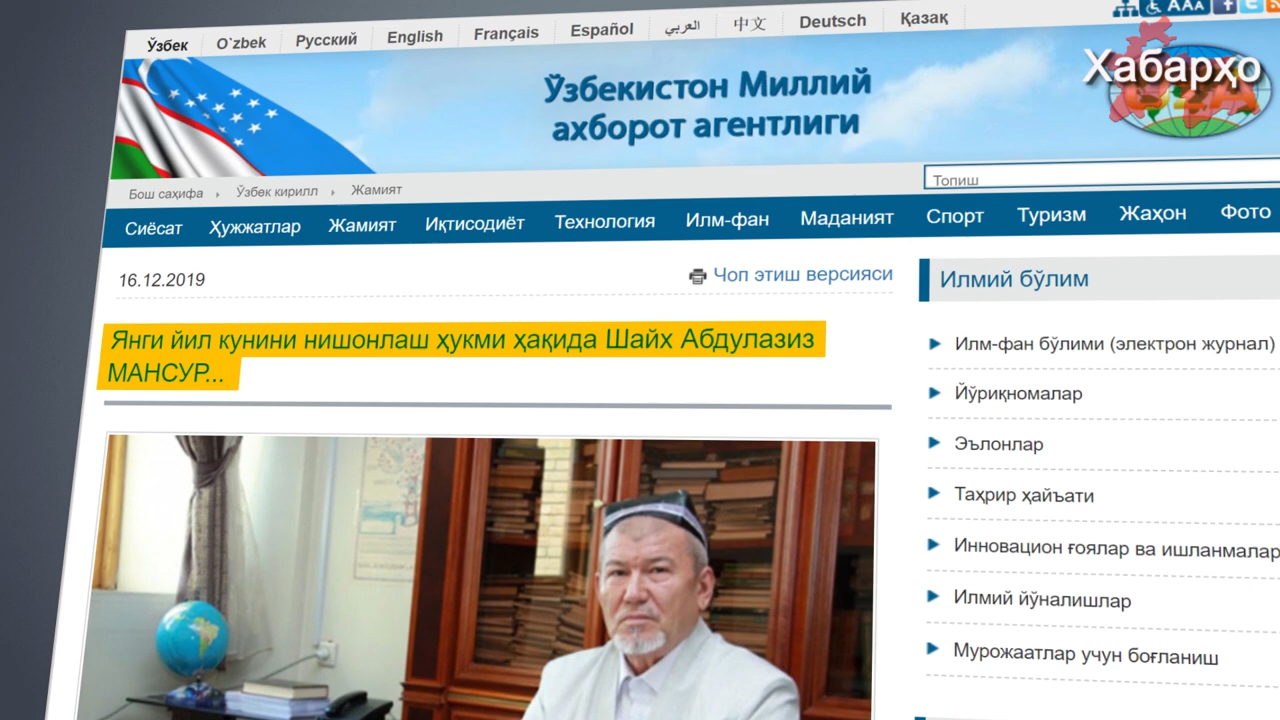 Ўзбек O`zbek Русский English Français Español العربي 中文 Deutsch Қазақ
AAA
Хабарҳо
Ўзбекистон Миллий
ахборот агентлиги
Бош саҳифа Ўзбек кирилл Жамият
Топиш
Сиёсат Ҳужжатлар Жамият Иқтисодиёт Технология Илм-фан Маданият Спорт Туризм Жаҳон Фото
16.12.2019
Чоп этиш версияси
Янги йил кунини нишонлаш ҳукми ҳақида Шайх Абдулазиз
МАНСУР...
Илмий бўлим
Илм-фан бўлими (электрон журнал)
Йўриқномалар
Эълонлар
Таҳрир ҳайъати
Инновацион ғоялар ва ишланмалар
Илмий йўналишлар
Мурожаатлар учун боғланиш